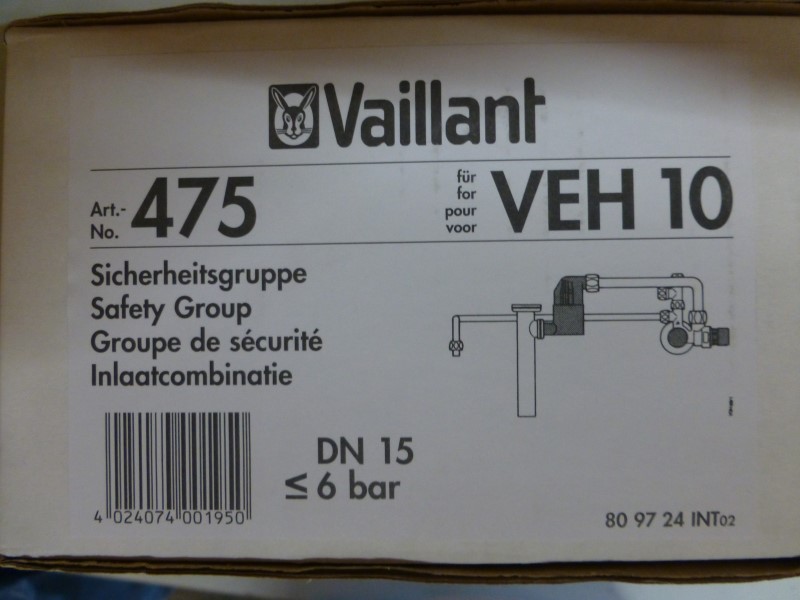 Vaillant
Art.-
No.
475
für
for
pour
voor
VEH 10
Sicherheitsgruppe
Safety Group
Groupe de sécurité
Inlaatcombinatie
DN 15
≤ 6 bar
4 024074 001950
80 97 24 INT02